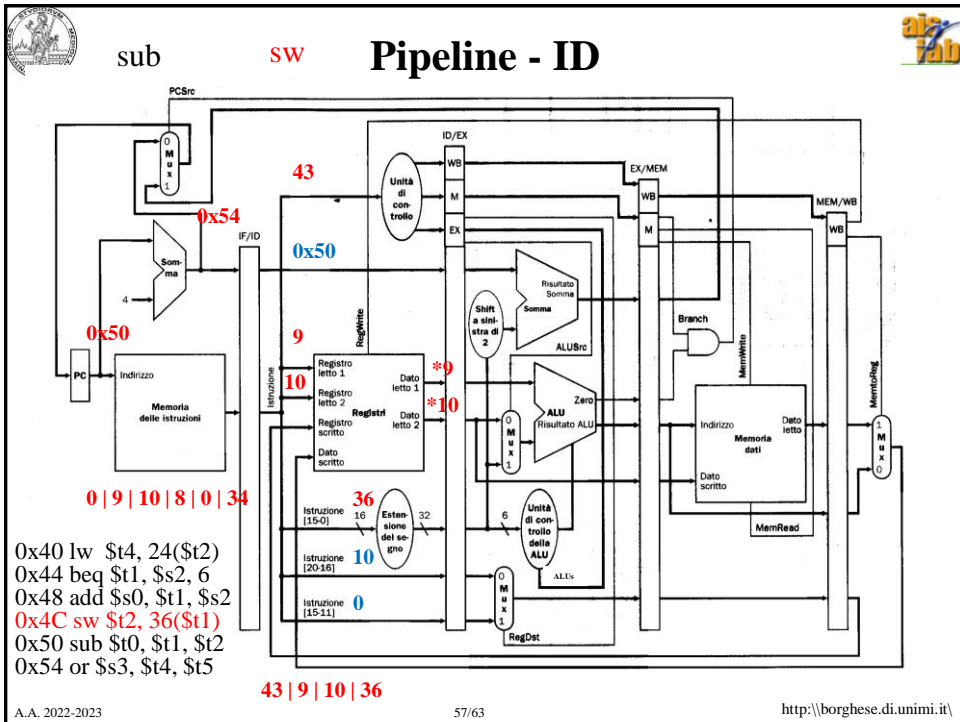 sub
sw
Pipeline - ID
ais
lab
PCSrc
0
M
u
x
1
ID/EX
WB
M
EX
EX/MEM
WB
M
MEM/WB
WB
43
Unità
di con-
trollo
0x54
IF/ID
0x50
Som-
ma
4
Risultato
Somma
Somma
Shift
a sini-
stra di
2
Branch
RegWrite
ALUSrc
MemWrite
MemtoReg
0x50
PC
Indirizzo
Memoria
delle istruzioni
Istruzione
9
10
Registro
letto 1
Registro
letto 2
Registro
scritto
Dato
scritto
Registri
Dato
letto 1
Dato
letto 2
*9
*10
0
M
u
x
1
ALU
Zero
Risultato ALU
Indirizzo
Dato
letto
Memoria
dati
Dato
scritto
1
M
u
x
0
MemRead
0 | 9 | 10 | 8 | 0 | 34
Istruzione
[15-0]
16
36
Esten-
sione
del se-
gno
32
6
Unità
di con-
trollo
della
ALU
ALUs
Istruzione
[20-16]
10
Istruzione
[15-11]
0
0
M
u
x
1
RegDst
0x40 lw $t4, 24($t2)
0x44 beq $t1, $s2, 6
0x48 add $s0, $t1, $s2
0x4C sw $t2, 36($t1)
0x50 sub $t0, $t1, $t2
0x54 or $s3, $t4, $t5
43 | 9 | 10 | 36
A.A. 2022-2023
57/63
http:\\borghese.di.unimi.it\